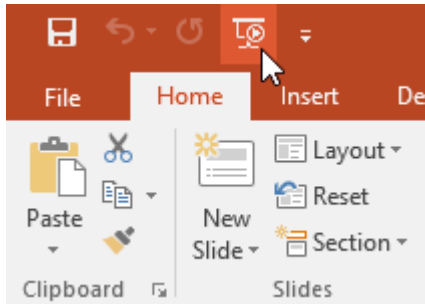 File Home Insert De
Paste
New Slide
Layout
Reset
Section
Clipboard Slides